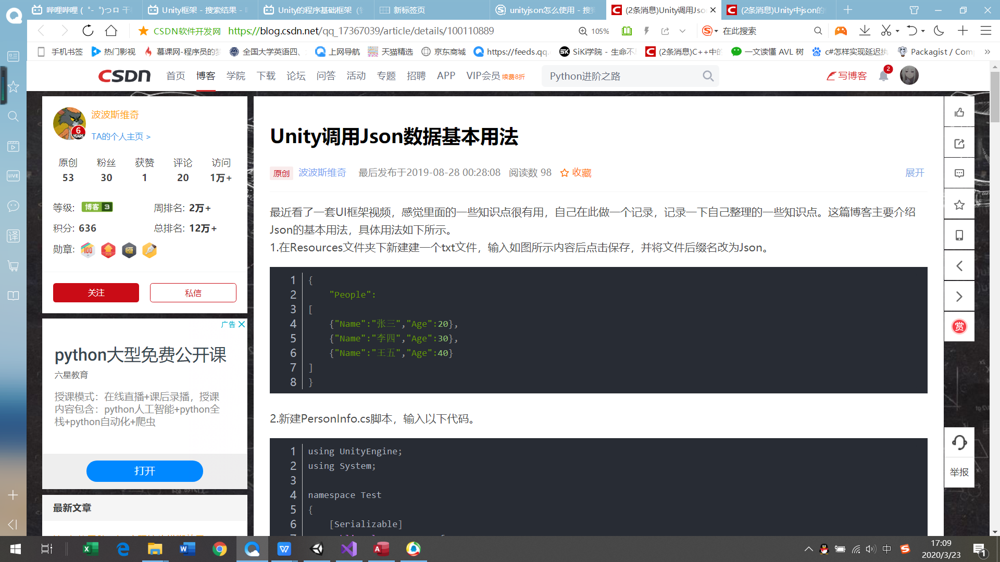 哔哩哔哩 (゜-゜)つロ 干
Unity框架 - 搜索结果 -
Unity的程序基础框架
新标签页
unityjson怎么使用 - 搜
(2条消息)Unity调用Jso
(2条消息)Unity中json的
CSDN软件开发网 https://blog.csdn.net/qq_17367039/article/details/100110889
105%
在此搜索
手机书签
热门影视
慕课网-程序员的梦
全国大学英语四、
上网导航
天猫精选
京东商城
https://feeds.qq.
SiKi学院 - 生命不
(2条消息)C++中的
一文读懂 AVL 树
c#怎样实现延迟执
Packagist / Com
CSDN 首页 博客 学院 下载 论坛 问答 活动 专题 招聘 APP VIP会员 续费8折
Python进阶之路
写博客
2
LIVE
译
波波斯维奇
6 YEARS
TA的个人主页 >
原创 粉丝 获赞 评论 访问
53 30 1 20 1万+
等级: 博客 3 周排名: 2万+
积分: 636 总排名: 12万+
勋章:
关注 私信
广告
python大型免费公开课
六星教育
授课模式：在线直播+课后录播，授课
内容包含：python人工智能+python全
栈+python自动化+爬虫
打开
最新文章
Unity调用Json数据基本用法
原创 波波斯维奇 最后发布于2019-08-28 00:28:08 阅读数 98 收藏 展开
最近看了一套UI框架视频，感觉里面的一些知识点很有用，自己在此做一个记录，记录一下自己整理的一些知识点。这篇博客主要介绍
Json的基本用法，具体用法如下所示。
1.在Resources文件夹下新建建一个txt文件，输入如图所示内容后点击保存，并将文件后缀名改为Json。
1 {
2 "People":
3 [
4 {"Name":"张三","Age":20},
5 {"Name":"李四","Age":30},
6 {"Name":"王五","Age":40}
7 ]
8 }
2.新建PersonInfo.cs脚本，输入以下代码。
1 using UnityEngine;
2 using System;
3
4 namespace Test
5 {
6 [Serializable]
赏
举报
中
17:09
2020/3/23
1